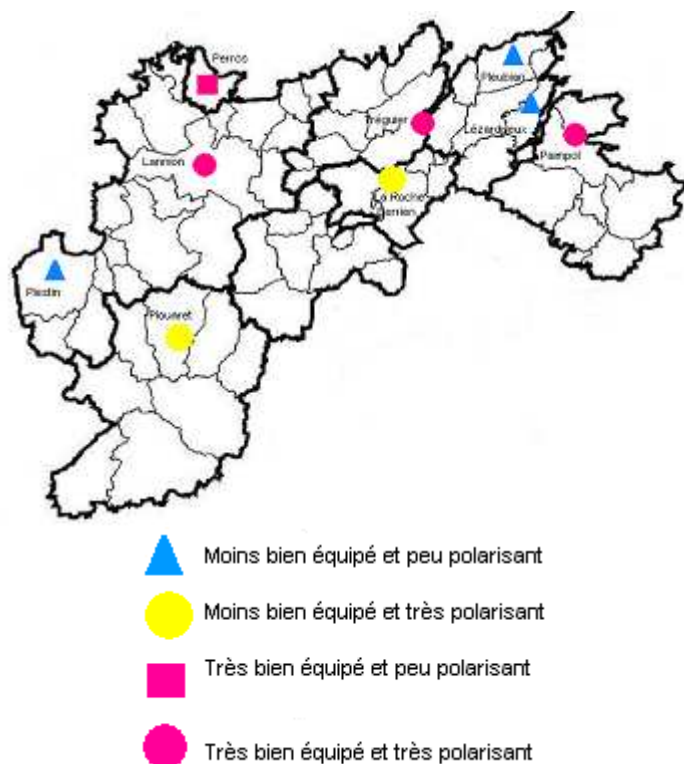 Perros
Pleubian
Tréguier
Lézardrieux
Lannion
Paimpol
La Roche
Derrien
Plestin
Plouaret
Moins bien équipé et peu polarisant
Moins bien équipé et très polarisant
Très bien équipé et peu polarisant
Très bien équipé et très polarisant